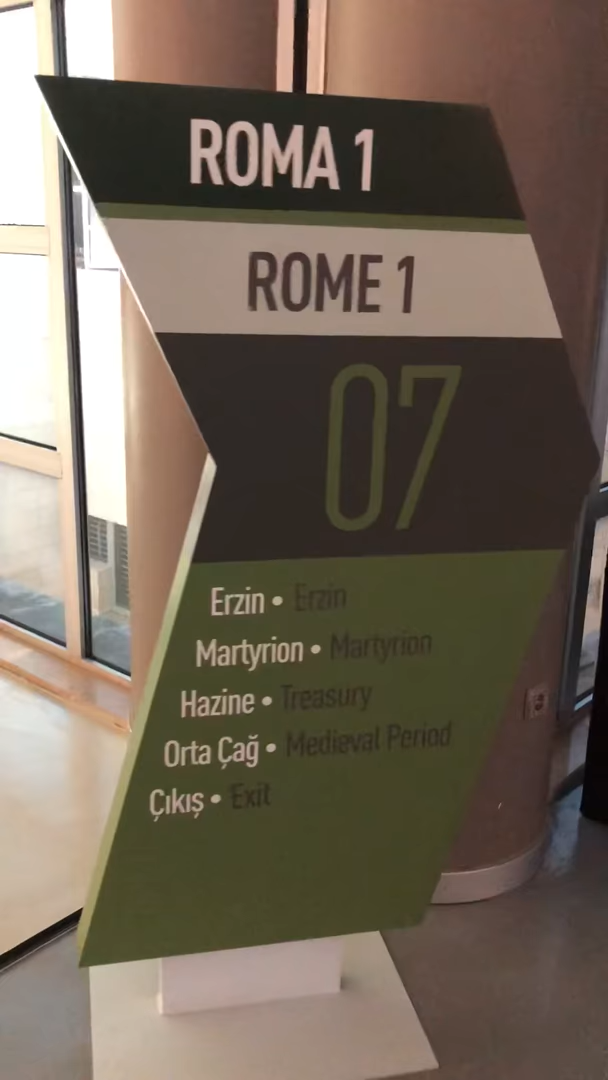 ROMA 1
ROME 1
07
Erzin • Erzin
Martyrion • Martyrion
Hazine • Treasury
Orta Çağ • Medieval Period
Çıkış • Exit